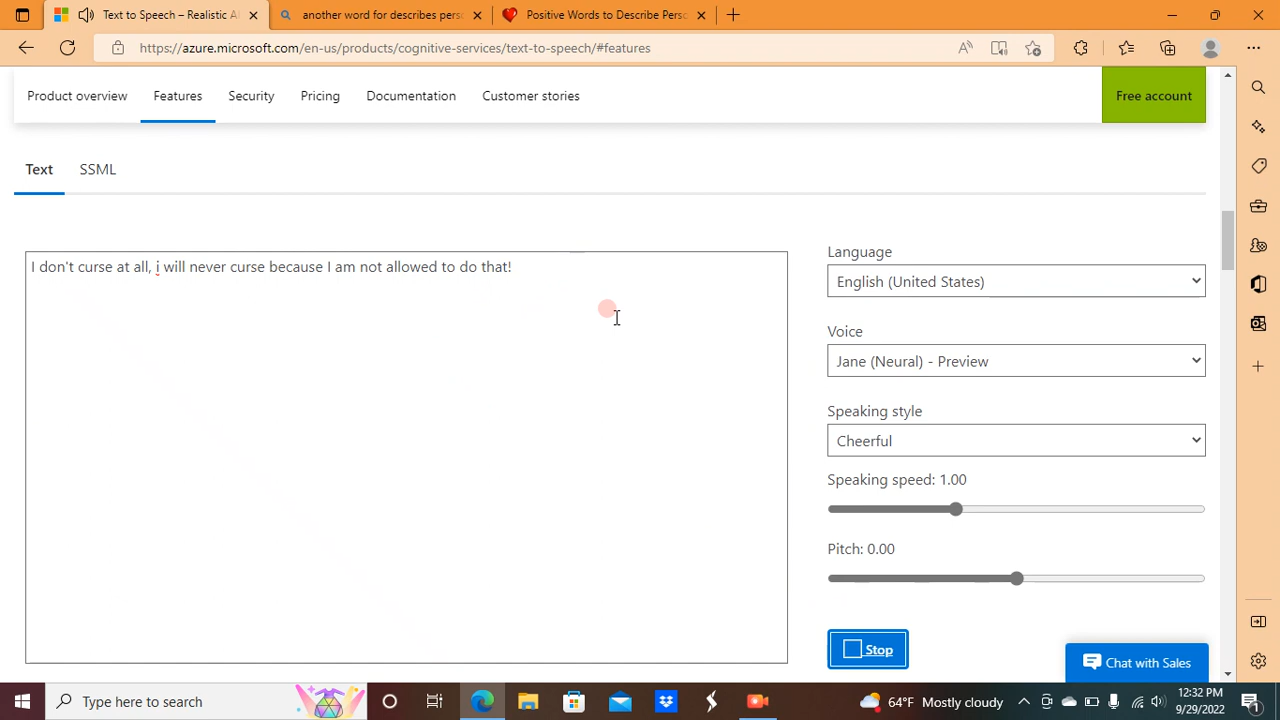 Text to Speech – Realistic AI
another word for describes perso
Positive Words to Describe Perso
https://azure.microsoft.com/en-us/products/cognitive-services/text-to-speech/#features
Product overview
Features
Security
Pricing
Documentation
Customer stories
Free account
Text
SSML
I don't curse at all, i will never curse because I am not allowed to do that!
Language
English (United States)
Voice
Jane (Neural) - Preview
Speaking style
Cheerful
Speaking speed: 1.00
Pitch: 0.00
Stop
Chat with Sales
Type here to search
64°F Mostly cloudy
12:32 PM
9/29/2022
1